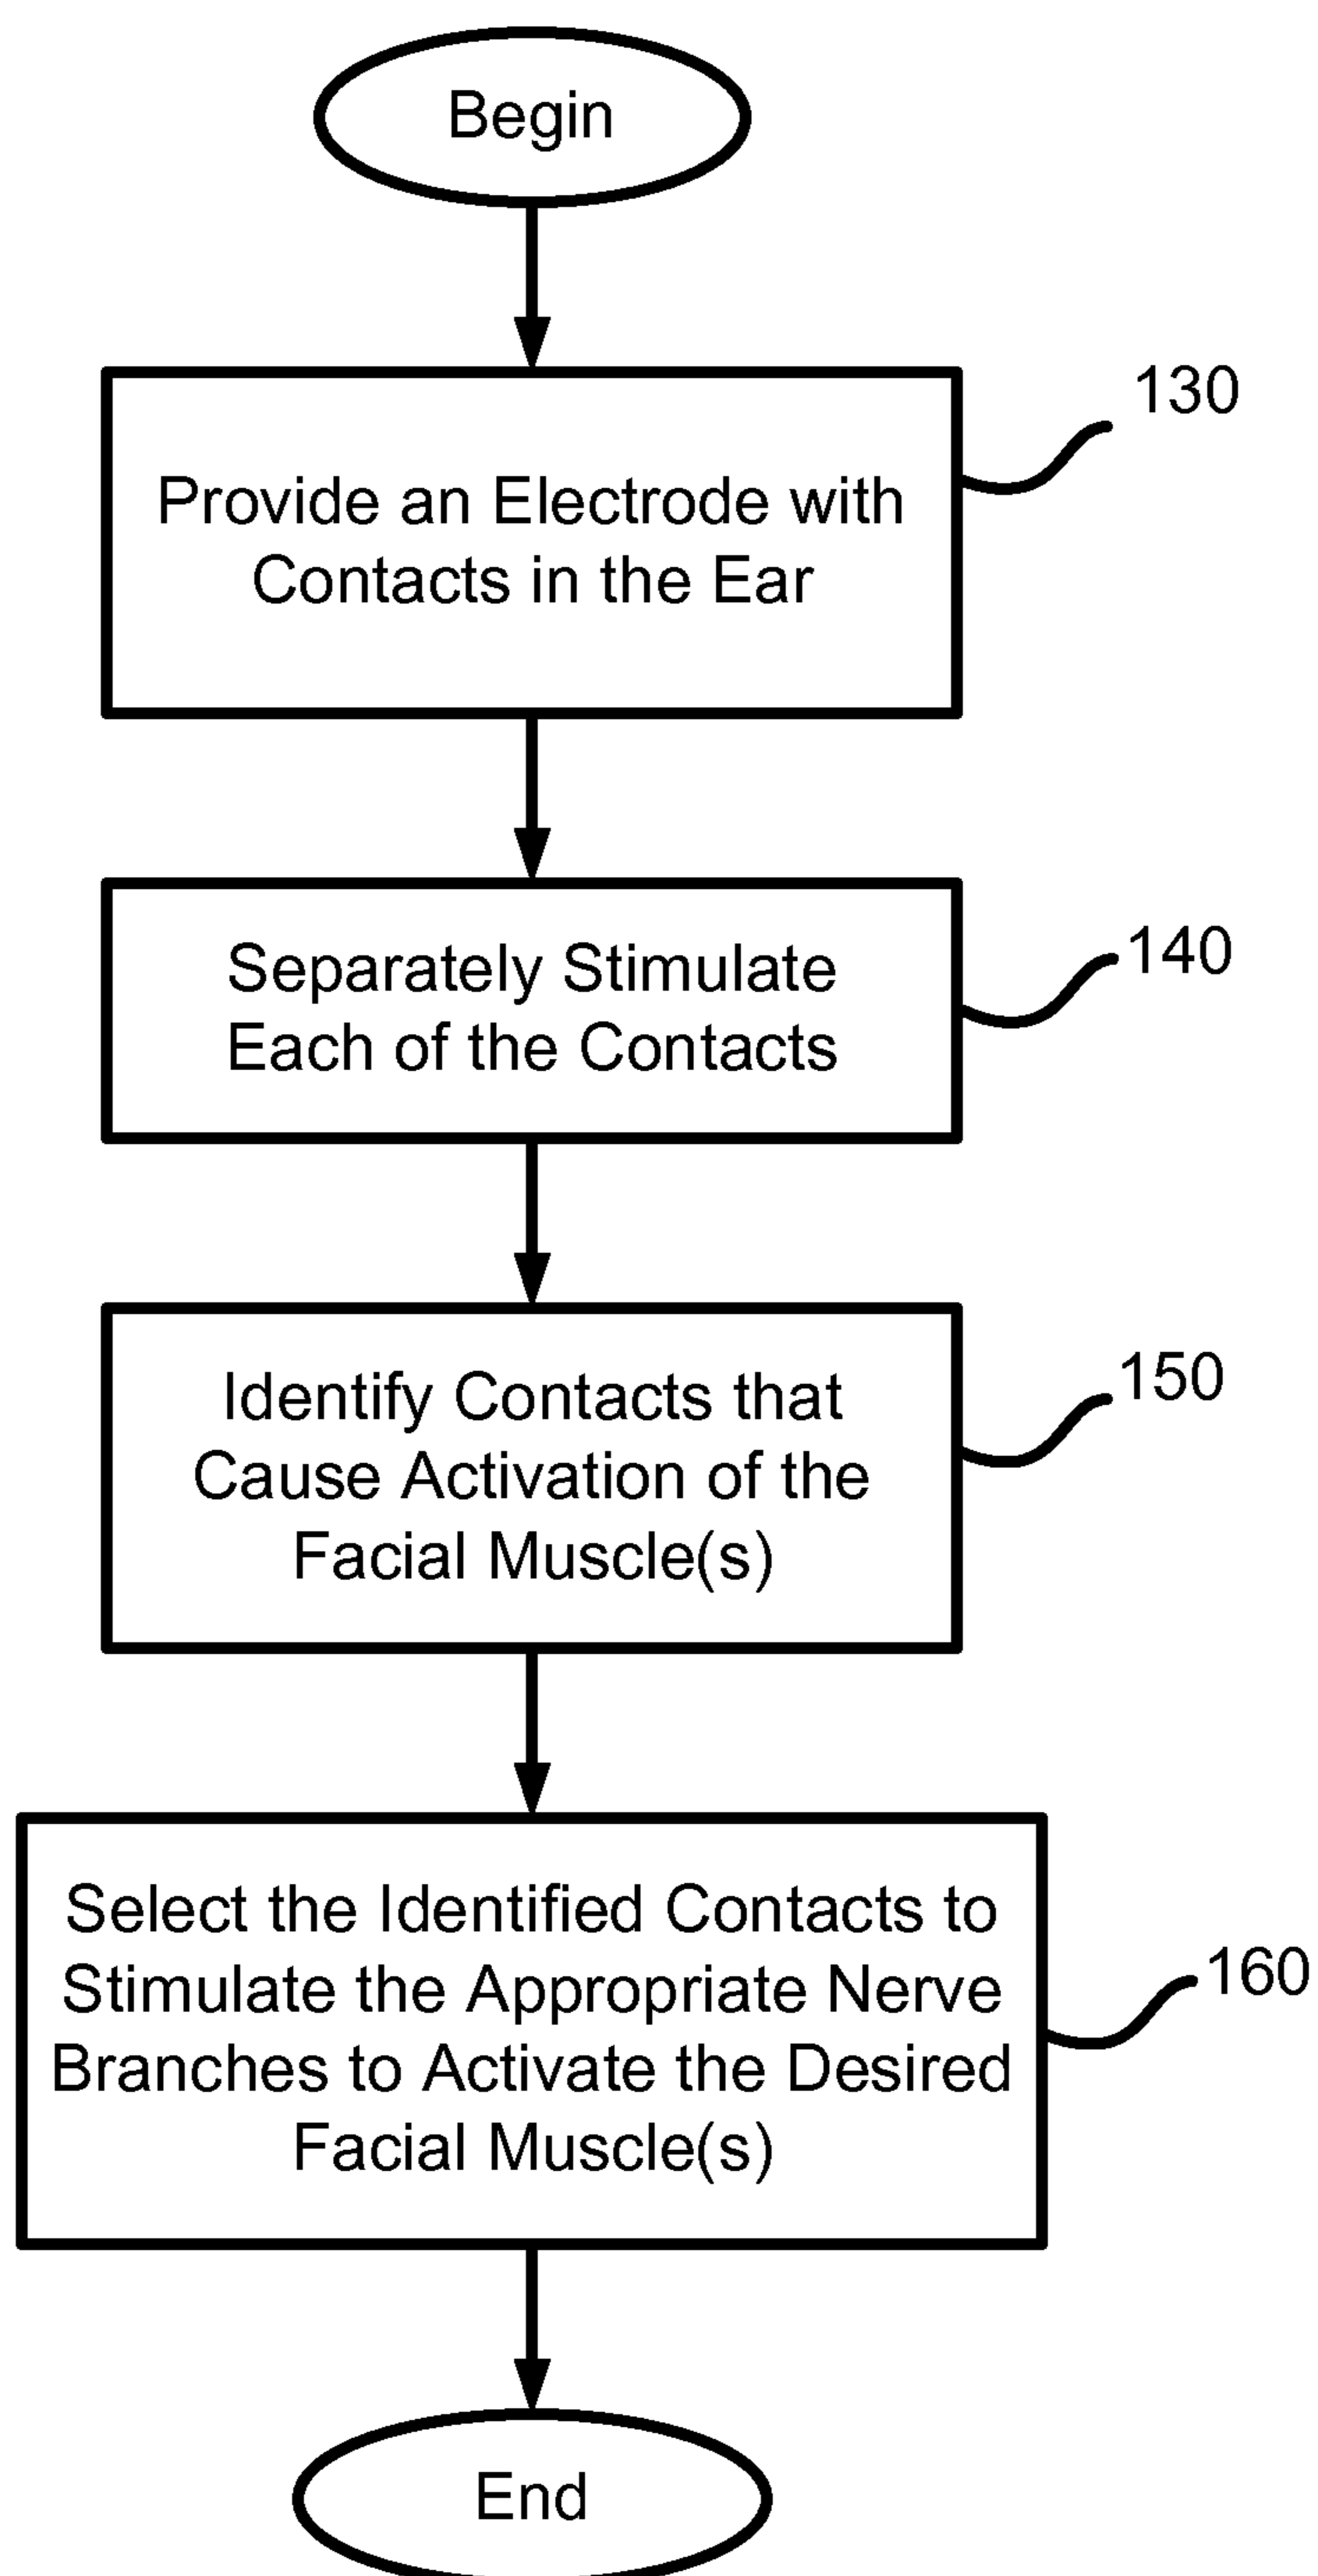 Begin
130
Provide an Electrode with
Contacts in the Ear
140
Separately Stimulate
Each of the Contacts
150
Identify Contacts that
Cause Activation of the
Facial Muscle(s)
Select the Identified Contacts to
Stimulate the Appropriate Nerve
160
Branches to Activate the Desired
Facial Muscle(s)
End